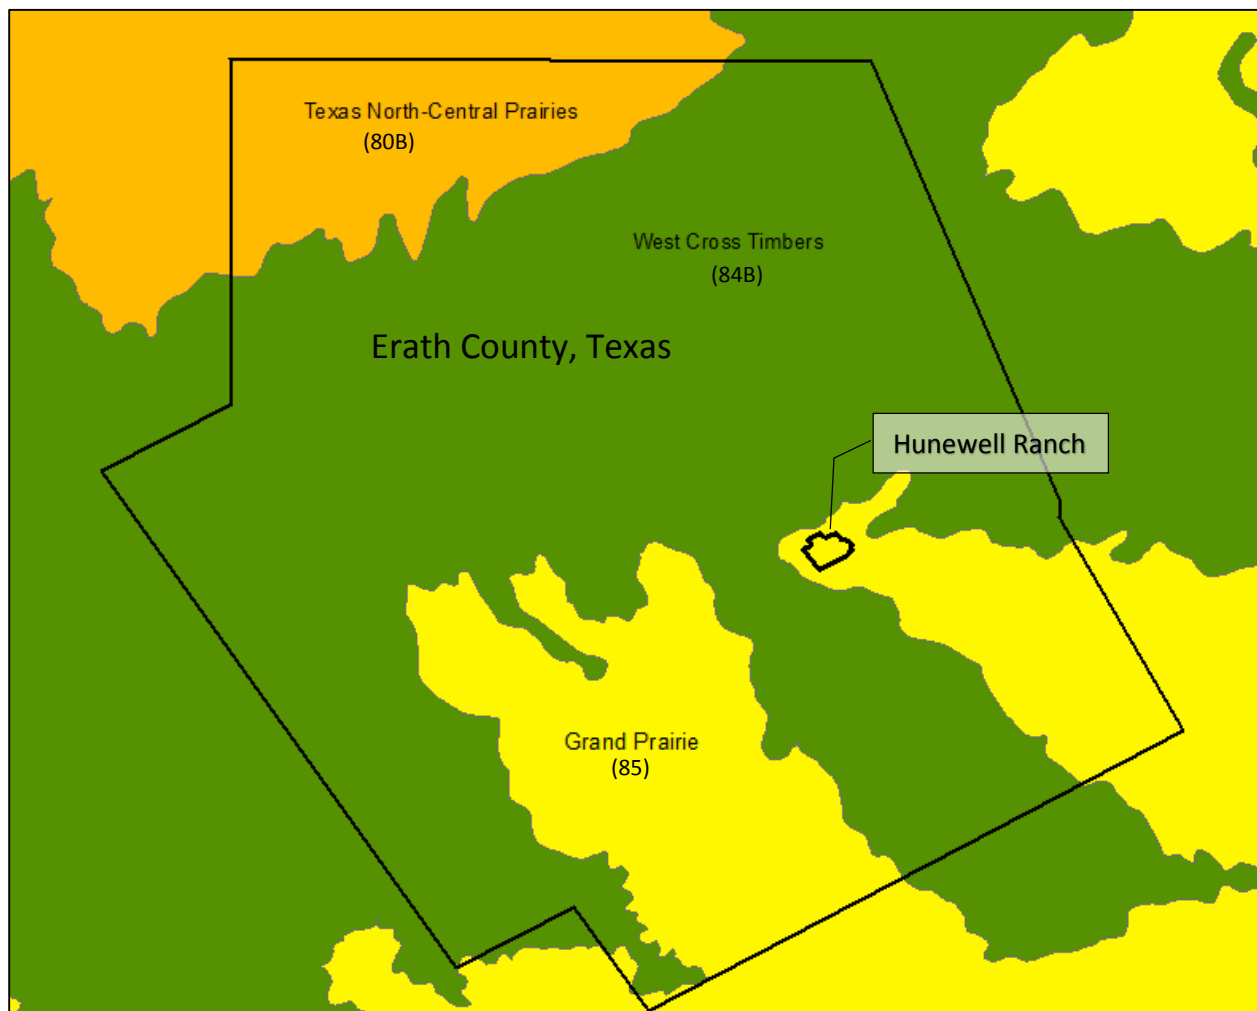 Texas North-Central Prairies
(80B)
West Cross Timbers
(84B)
Erath County, Texas
Hunewell Ranch
Grand Prairie
(85)